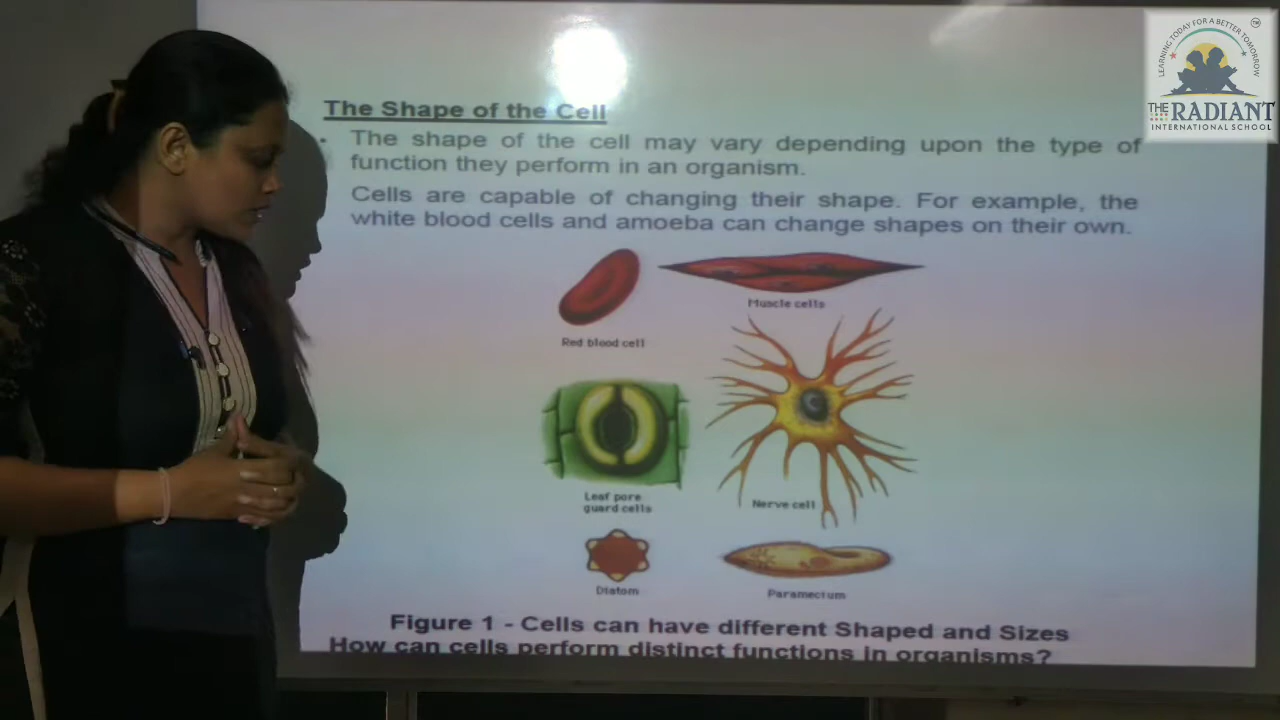 LEARNING TODAY FOR A BETTER TOMORROW
TM
THE RADIANT
INTERNATIONAL SCHOOL
The Shape of the Cell
• The shape of the cell may vary depending upon the type of
function they perform in an organism.
Cells are capable of changing their shape. For example, the
white blood cells and amoeba can change shapes on their own.
Muscle cells
Red blood cell
Leaf pore
guard cells
Nerve cell
Diatom
Paramecium
Figure 1 - Cells can have different Shaped and Sizes
How can cells perform distinct functions in organisms?